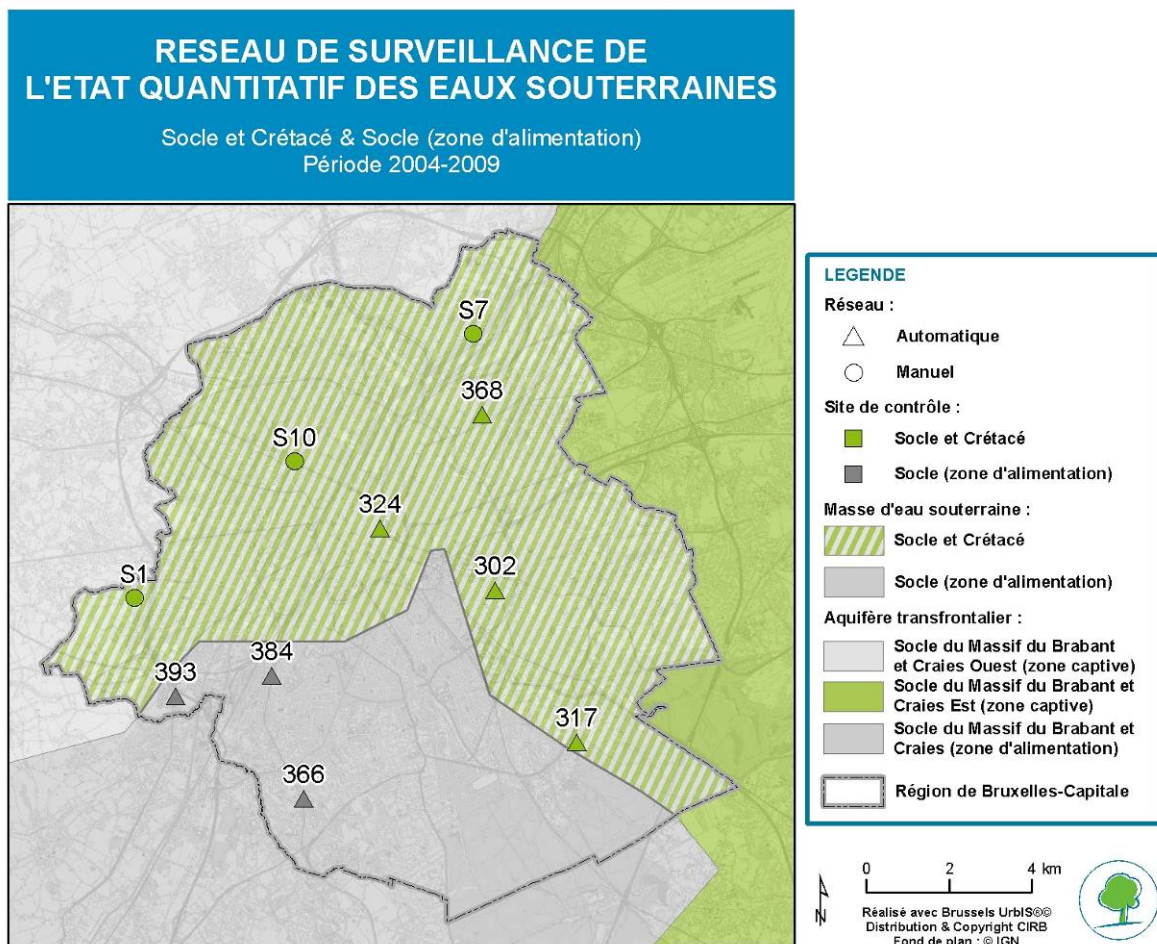 RESEAU DE SURVEILLANCE DE
L'ETAT QUANTITATIF DES EAUX SOUTERRAINES
Socle et Crétacé & Socle (zone d'alimentation)
Période 2004-2009
S7
368
S10
324
302
S1
384
393
317
366
LEGENDE
Réseau :
Automatique
Manuel
Site de contrôle :
Socle et Crétacé
Socle (zone d'alimentation)
Masse d'eau souterraine :
Socle et Crétacé
Socle (zone d'alimentation)
Aquifère transfrontalier :
Socle du Massif du Brabant
et Craies Ouest (zone captive)
Socle du Massif du Brabant et
Craies Est (zone captive)
Socle du Massif du Brabant et
Craies (zone d'alimentation)
Région de Bruxelles-Capitale
N
0 2 4 km
Réalisé avec Brussels UrbIS®©
Distribution & Copyright CIRB
Fond de plan : © IGN